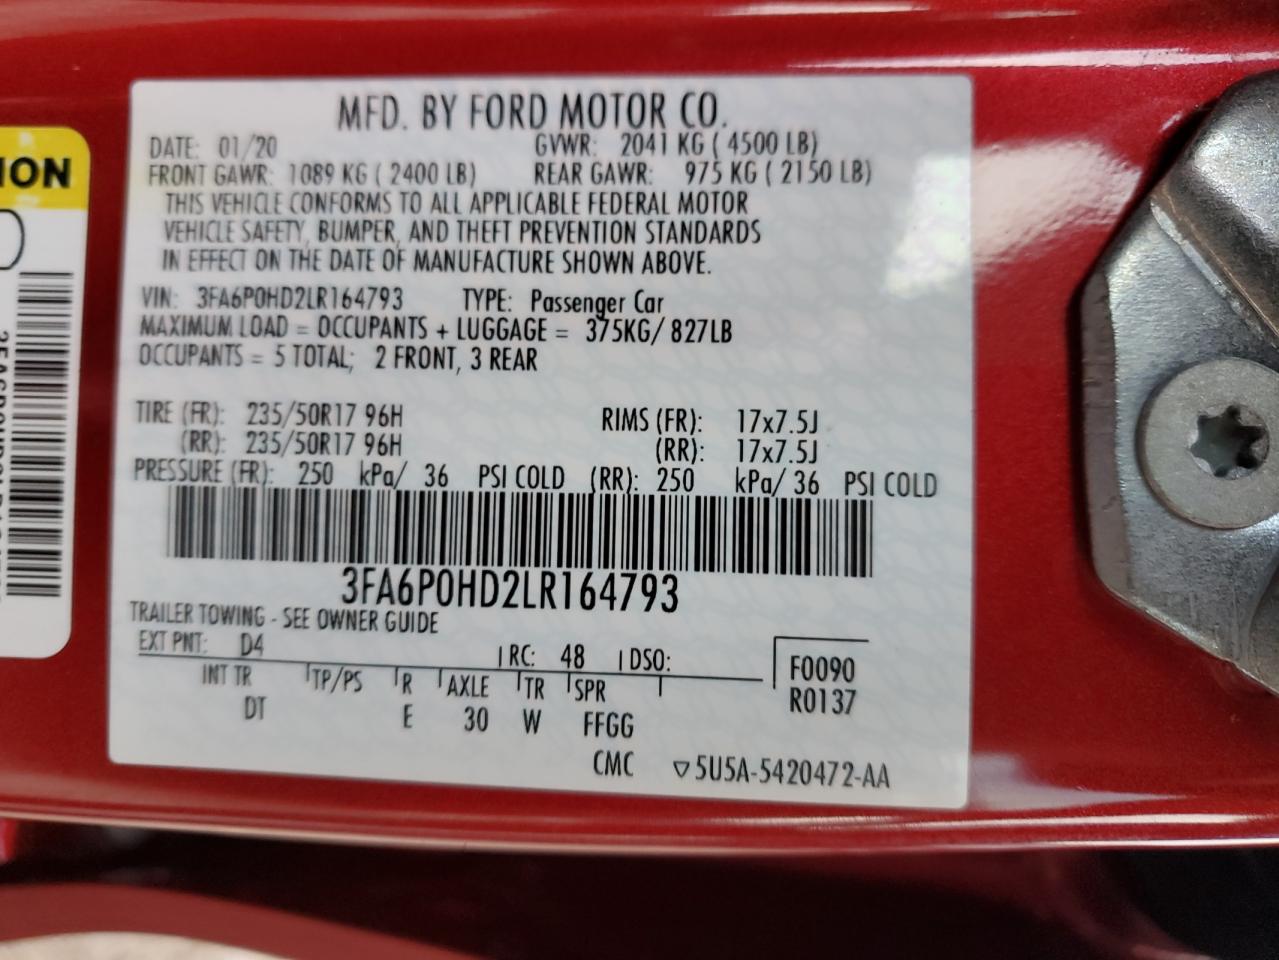 MFD. BY FORD MOTOR CO.
DATE: 01/20 GVWR: 2041 KG ( 4500 LB)
FRONT GAWR: 1089 KG ( 2400 LB) REAR GAWR: 975 KG ( 2150 LB)
THIS VEHICLE CONFORMS TO ALL APPLICABLE FEDERAL MOTOR
VEHICLE SAFETY, BUMPER, AND THEFT PREVENTION STANDARDS
IN EFFECT ON THE DATE OF MANUFACTURE SHOWN ABOVE.
VIN: 3FA6P0HD2LR164793 TYPE: Passenger Car
MAXIMUM LOAD = OCCUPANTS + LUGGAGE = 375KG/ 827LB
OCCUPANTS = 5 TOTAL; 2 FRONT, 3 REAR
TIRE (FR): 235/50R17 96H RIMS (FR): 17x7.5J
(RR): 235/50R17 96H (RR): 17x7.5J
PRESSURE (FR): 250 kPa/ 36 PSI COLD (RR): 250 kPa/ 36 PSI COLD
3FA6P0HD2LR164793
TRAILER TOWING - SEE OWNER GUIDE
EXT PNT: D4 RC: 48 DSO: F0090
INT TR TP/PS R AXLE TR SPR R0137
DT E 30 W FFGG
CMC ▽5U5A-5420472-AA
ION